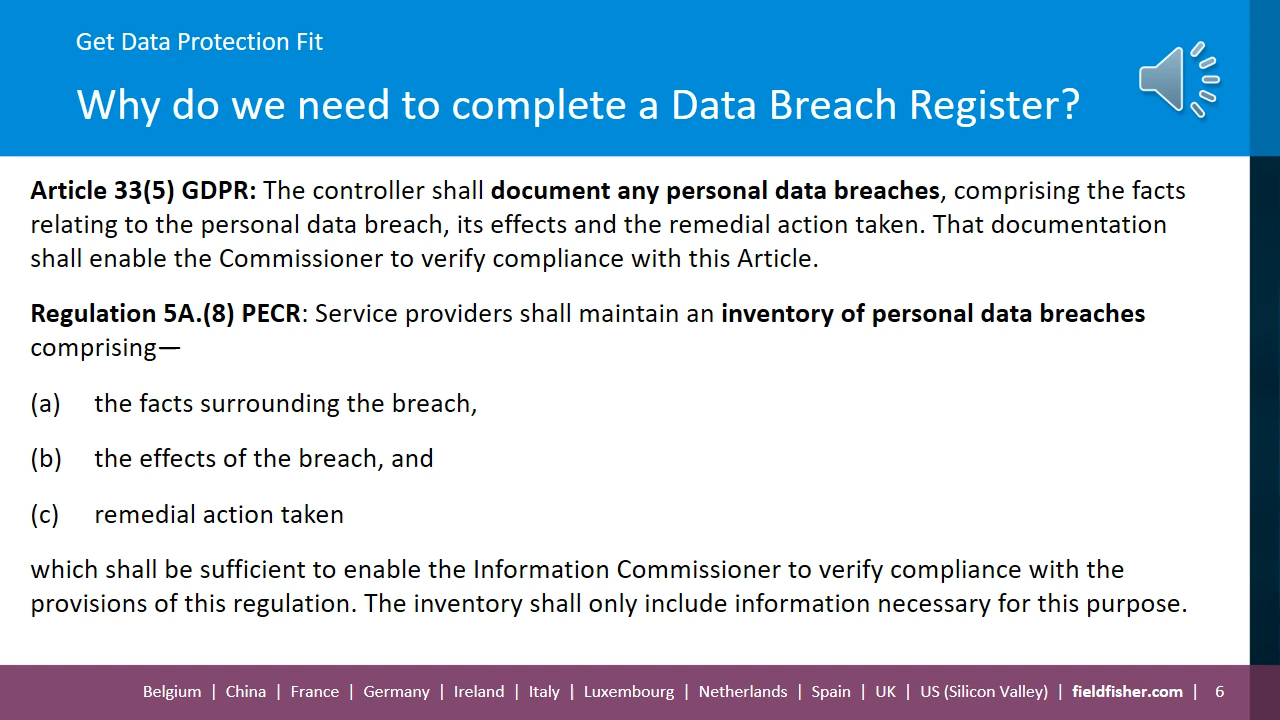 Get Data Protection Fit
Why do we need to complete a Data Breach Register?
Article 33(5) GDPR: The controller shall document any personal data breaches, comprising the facts
relating to the personal data breach, its effects and the remedial action taken. That documentation
shall enable the Commissioner to verify compliance with this Article.
Regulation 5A.(8) PECR: Service providers shall maintain an inventory of personal data breaches
comprising—
(a) the facts surrounding the breach,
(b) the effects of the breach, and
(c) remedial action taken
which shall be sufficient to enable the Information Commissioner to verify compliance with the
provisions of this regulation. The inventory shall only include information necessary for this purpose.
Belgium | China | France | Germany | Ireland | Italy | Luxembourg | Netherlands | Spain | UK | US (Silicon Valley) | fieldfisher.com | 6